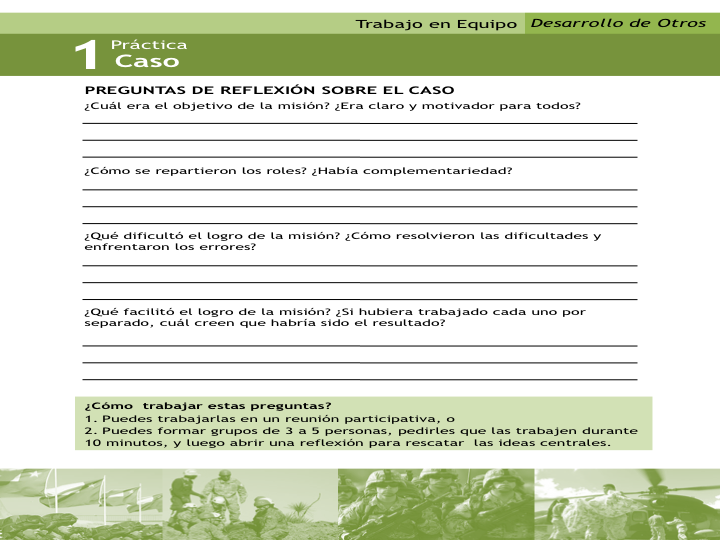 Trabajo en Equipo Desarrollo de Otros
1 Práctica
Caso
PREGUNTAS DE REFLEXIÓN SOBRE EL CASO
¿Cuál era el objetivo de la misión? ¿Era claro y motivador para todos?
¿Cómo se repartieron los roles? ¿Había complementariedad?
¿Qué dificultó el logro de la misión? ¿Cómo resolvieron las dificultades y
enfrentaron los errores?
¿Qué facilitó el logro de la misión? ¿Si hubiera trabajado cada uno por
separado, cuál creen que habría sido el resultado?
¿Cómo  trabajar estas preguntas?
1. Puedes trabajarlas en un reunión participativa, o
2. Puedes formar grupos de 3 a 5 personas, pedirles que las trabajen durante
10 minutos, y luego abrir una reflexión para rescatar  las ideas centrales.